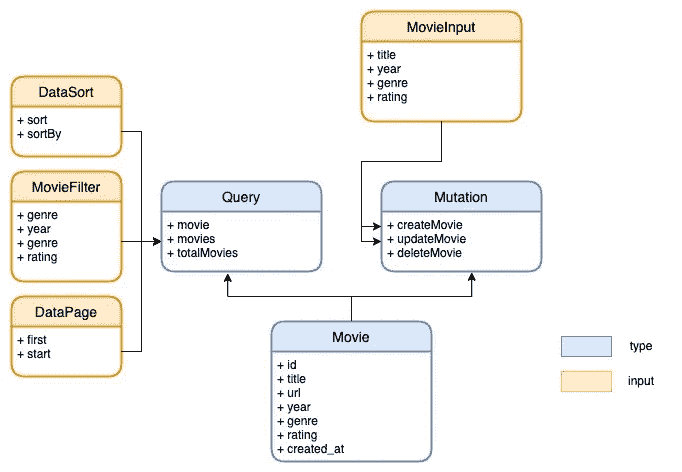 MovieInput
+ title
+ year
+ genre
+ rating
DataSort
+ sort
+ sortBy
MovieFilter
+ genre
+ year
+ genre
+ rating
DataPage
+ first
+ start
Query
+ movie
+ movies
+ totalMovies
Mutation
+ createMovie
+ updateMovie
+ deleteMovie
Movie
+ id
+ title
+ url
+ year
+ genre
+ rating
+ created_at
type
input